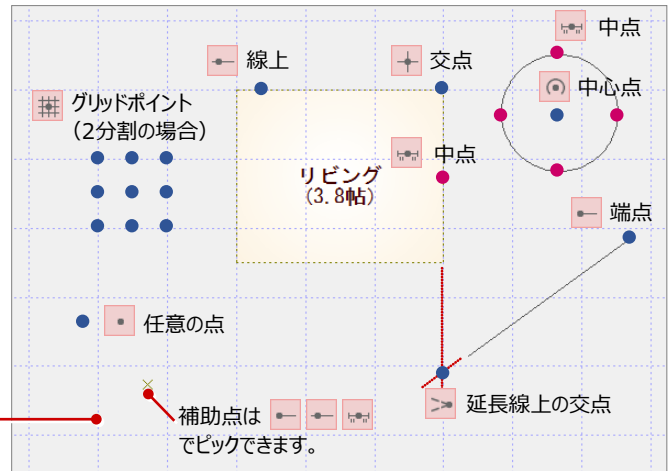 中点
線上
交点
中心点
グリッドポイント
（2分割の場合）
中点
リビング
(3.8帖)
端点
任意の点
延長線上の交点
補助点は
でピックできます。